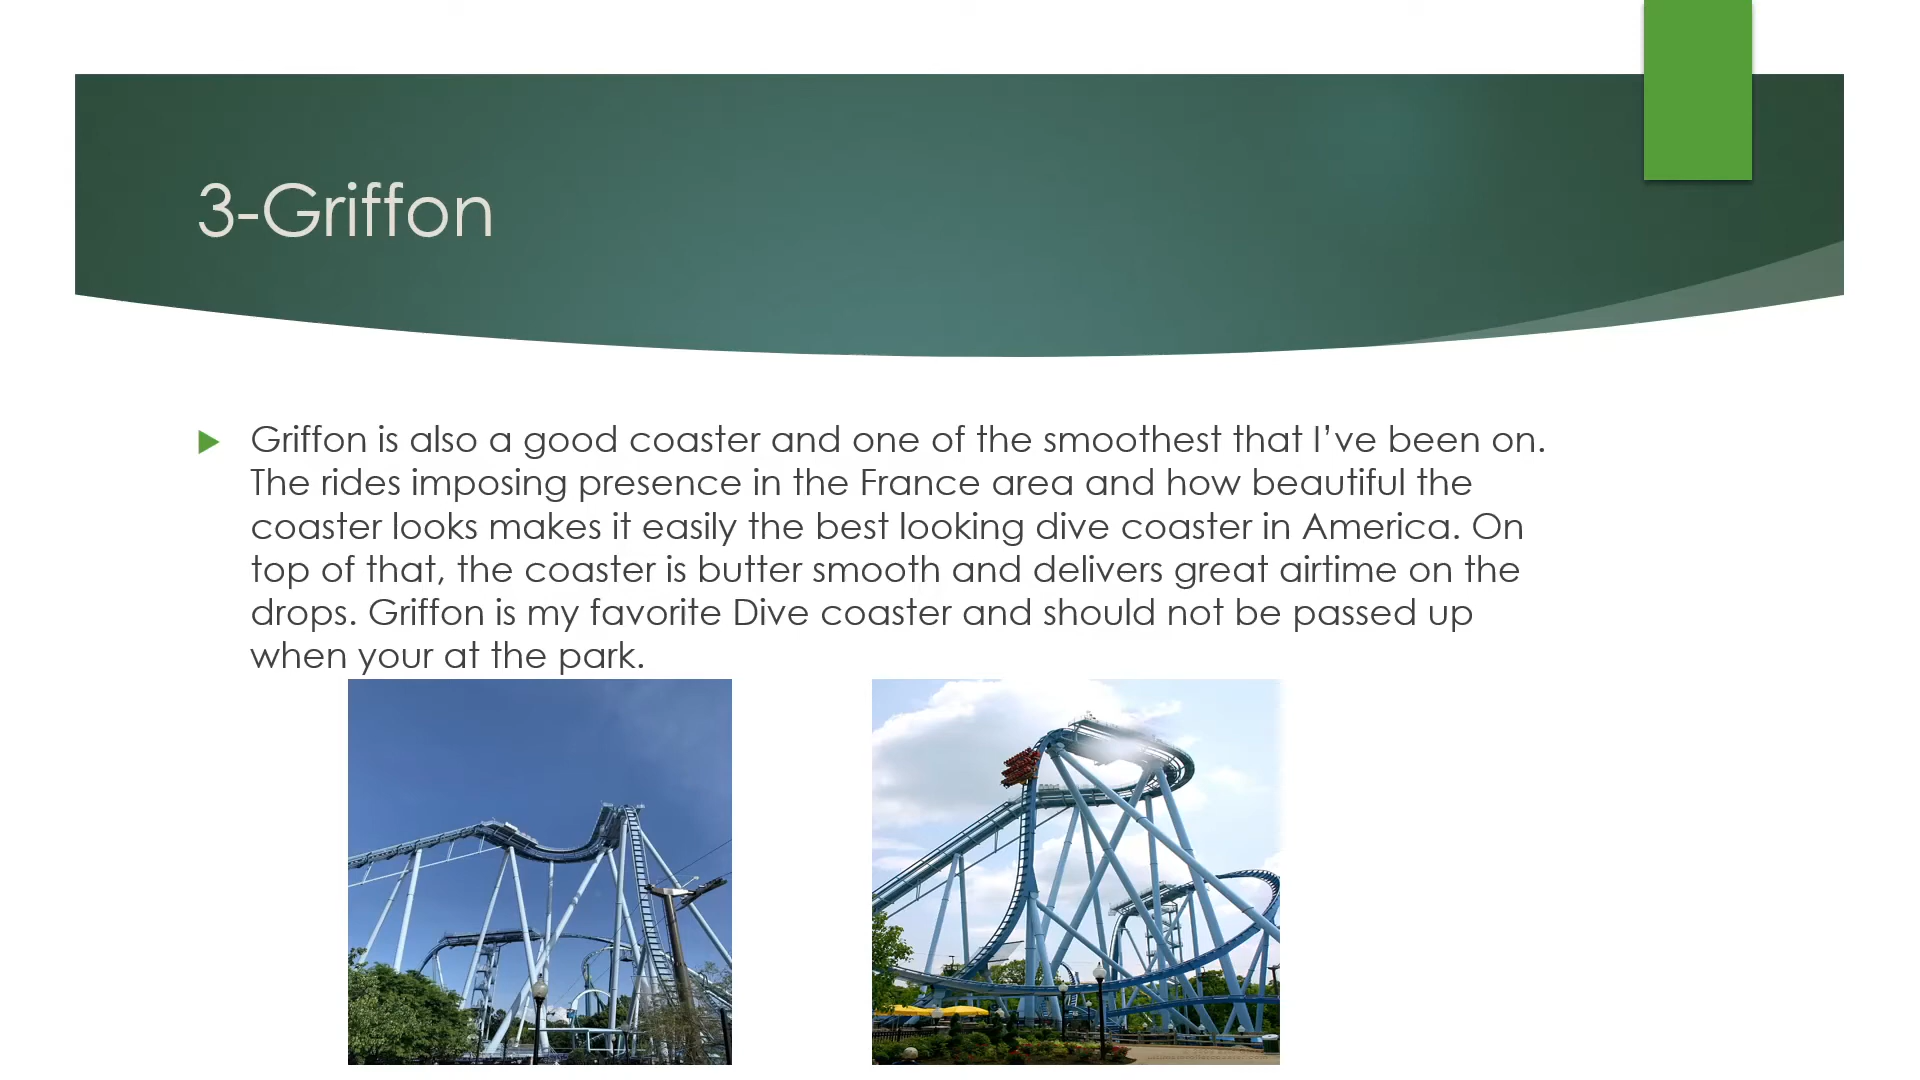 3-Griffon
Griffon is also a good coaster and one of the smoothest that I’ve been on.
The rides imposing presence in the France area and how beautiful the
coaster looks makes it easily the best looking dive coaster in America. On
top of that, the coaster is butter smooth and delivers great airtime on the
drops. Griffon is my favorite Dive coaster and should not be passed up
when your at the park.